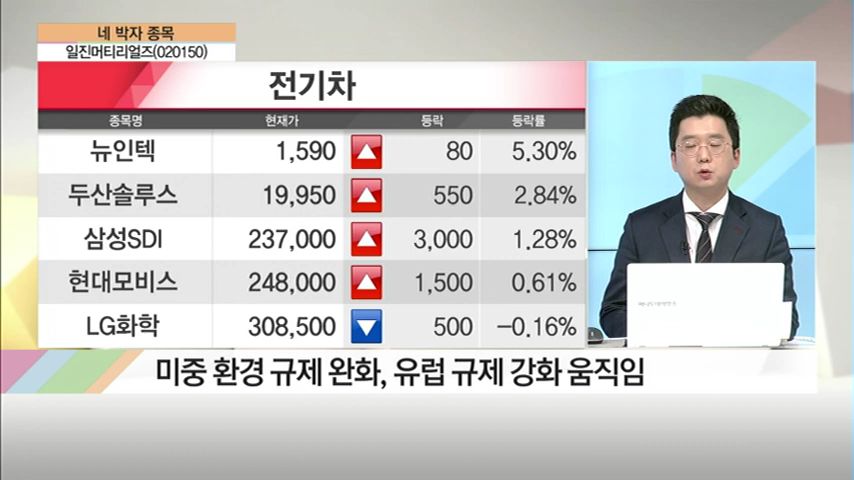 네 박자 종목
일진머티리얼즈(020150)
전기차
종목명 현재가 등락 등락률
뉴인텍 1,590 80 5.30%
두산솔루스 19,950 550 2.84%
삼성SDI 237,000 3,000 1.28%
현대모비스 248,000 1,500 0.61%
LG화학 308,500 500 -0.16%
미중 환경 규제 완화, 유럽 규제 강화 움직임